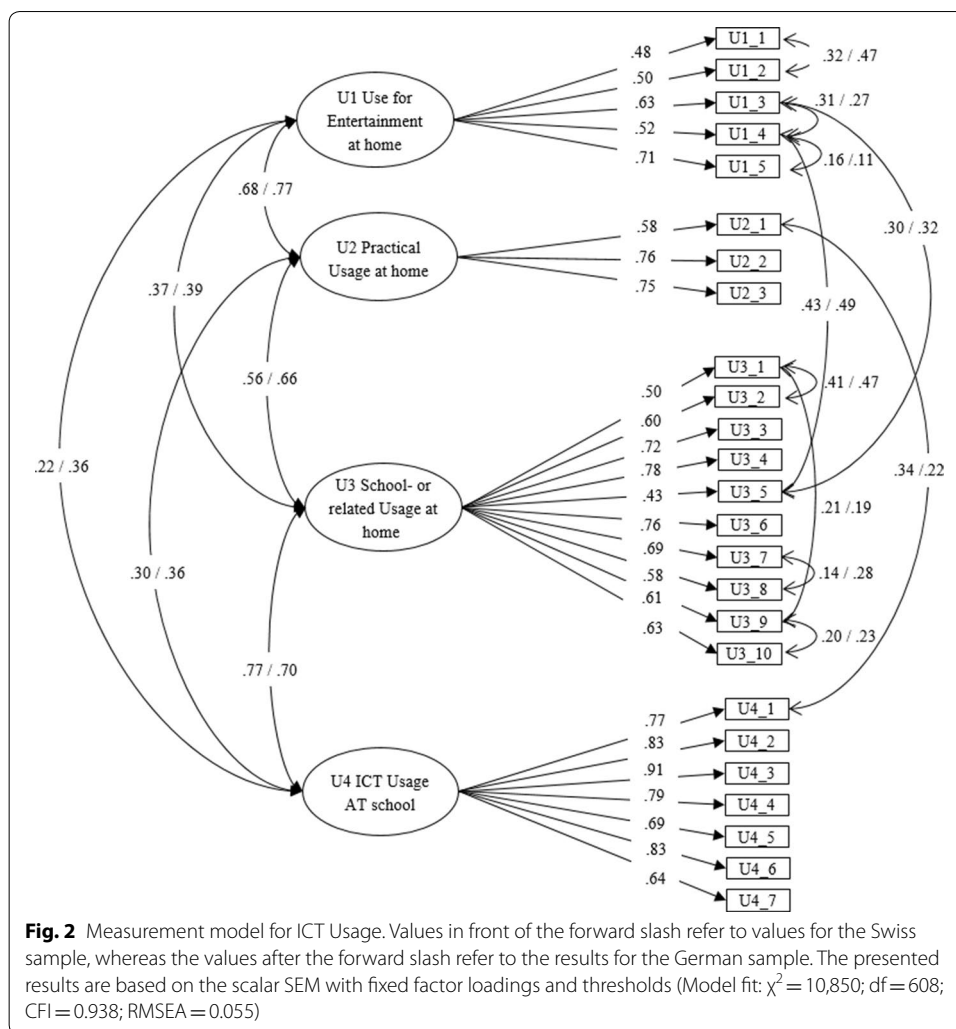 U1 Use for
Entertainment
at home
U2 Practical
Usage at home
U3 School- or
related Usage at
home
U4 ICT Usage
AT school
.68 / .77
.37 / .39
.56 / .66
.22 / .36
.30 / .36
.77 / .70
.48
.50
.63
.52
.71
.58
.76
.75
.50
.60
.72
.78
.43
.76
.69
.58
.61
.63
.77
.83
.91
.79
.69
.83
.64
U1_1
U1_2
U1_3
U1_4
U1_5
U2_1
U2_2
U2_3
U3_1
U3_2
U3_3
U3_4
U3_5
U3_6
U3_7
U3_8
U3_9
U3_10
U4_1
U4_2
U4_3
U4_4
U4_5
U4_6
U4_7
.32 / .47
.31 / .27
.16 /.11
.30 / .32
.43 / .49
.41 / .47
.34 /.22
.21 / .19
.14 / .28
.20 / .23
Fig. 2 Measurement model for ICT Usage. Values in front of the forward slash refer to values for the Swiss
sample, whereas the values after the forward slash refer to the results for the German sample. The presented
results are based on the scalar SEM with fixed factor loadings and thresholds (Model fit: χ² = 10,850; df = 608;
CFI = 0.938; RMSEA = 0.055)